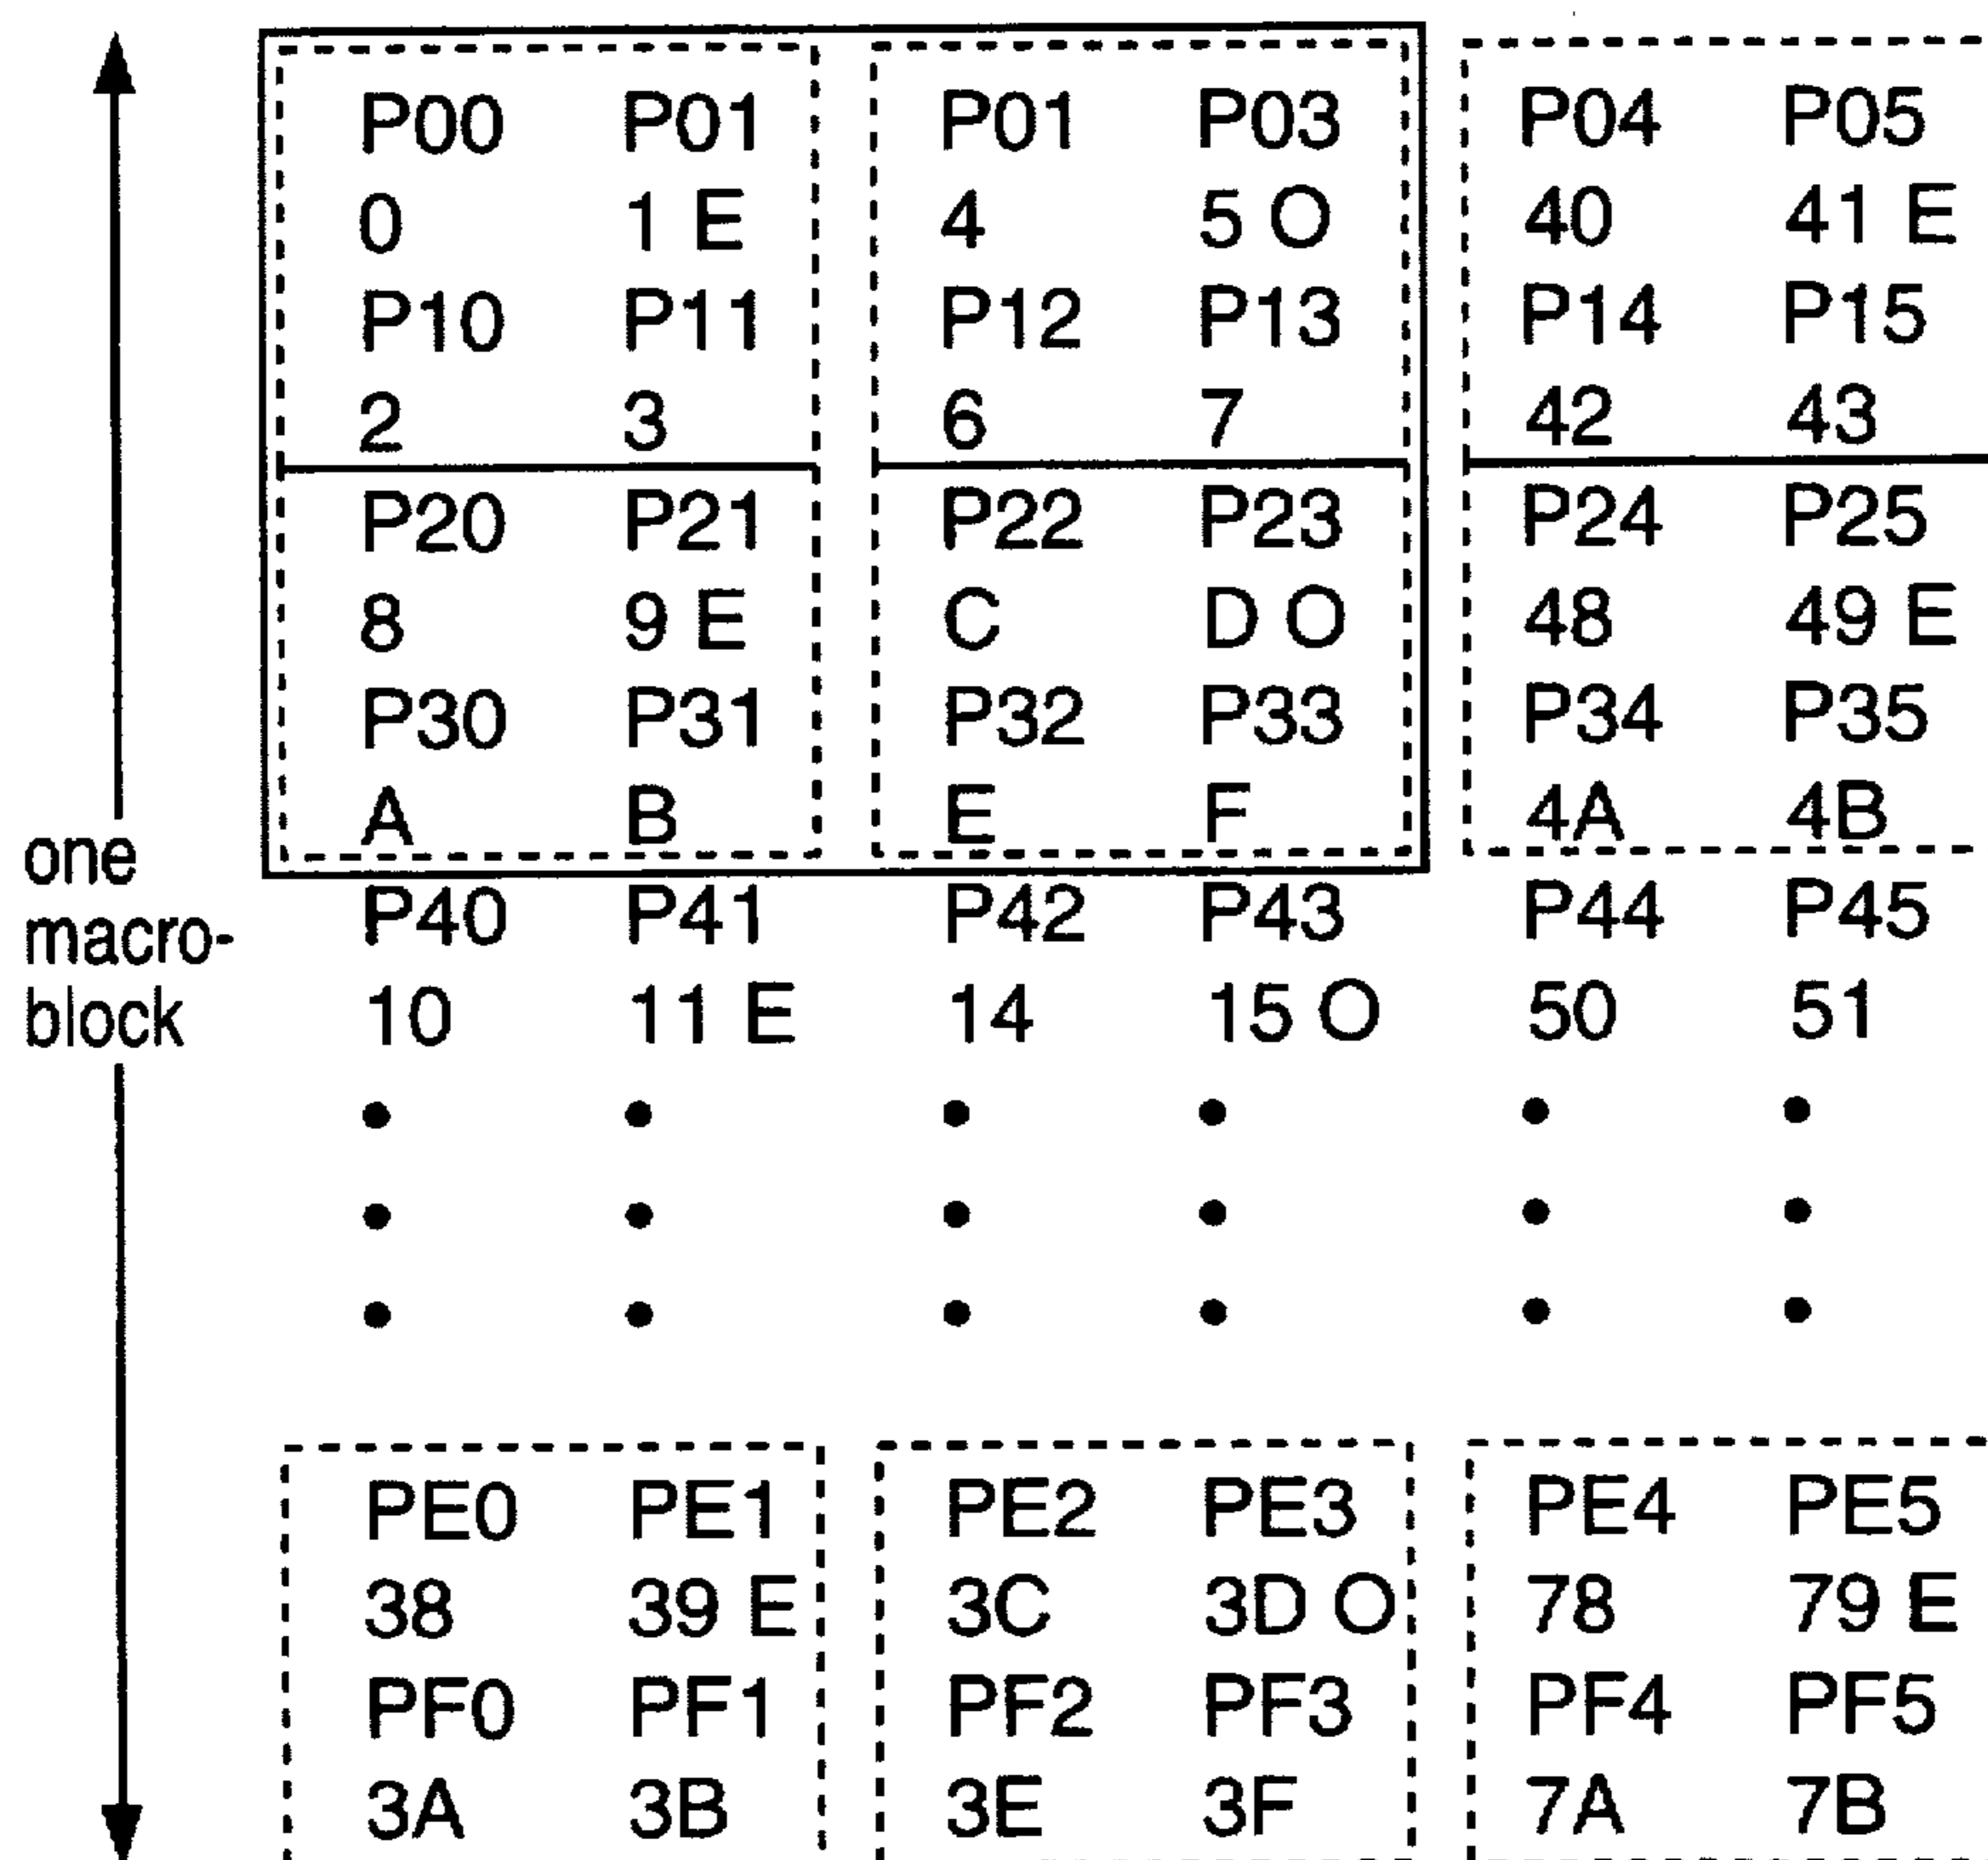 P00 P01 P01 P03 P04 P05
0 1 E 4 5 O 40 41 E
P10 P11 P12 P13 P14 P15
2 3 6 7 42 43
P20 P21 P22 P23 P24 P25
8 9 E C D O 48 49 E
P30 P31 P32 P33 P34 P35
A B E F 4A 4B
one
macro-
block
P40 P41 P42 P43 P44 P45
10 11 E 14 15 O 50 51
PE0 PE1 PE2 PE3 PE4 PE5
38 39 E 3C 3D O 78 79 E
PF0 PF1 PF2 PF3 PF4 PF5
3A 3B 3E 3F 7A 7B